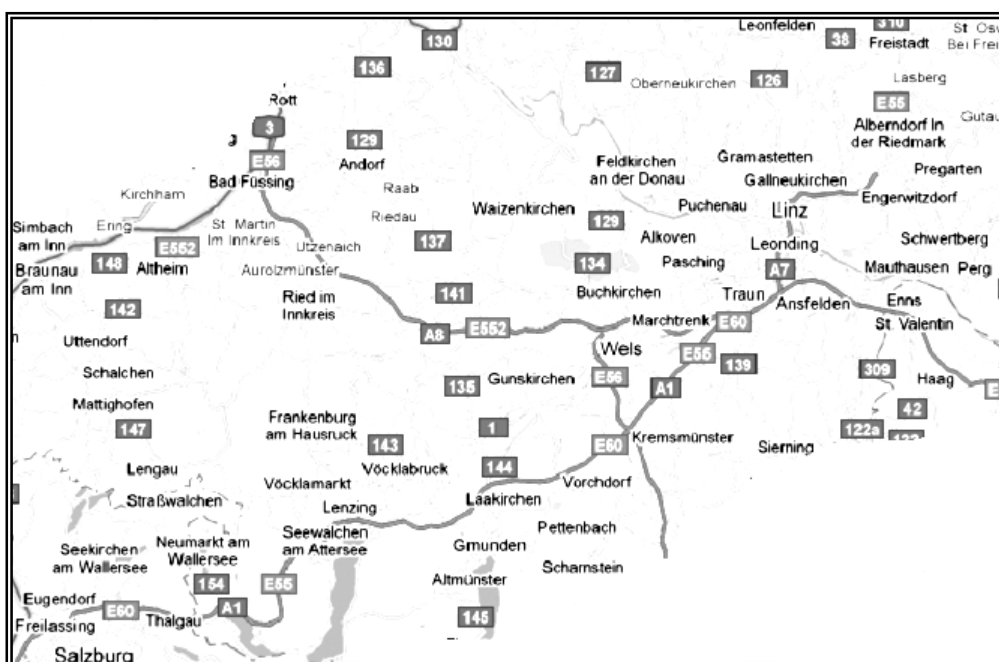 Leonfelden
310
130
38
Freistadt
St
Bei
136
127
Oberneukirchen
126
Lasberg
Rott
E55
3
129
Alberndorf in
der Riedmark
E56
Andorf
Feldkirchen
an der Donau
Gramastetten
Gallneukirchen
Pregarten
Bad Füssing
Kirchham
Raab
Engerwitzdorf
Waizenkirchen
Puchenau
Linz
Simbach
am Inn
Ering
St Martin
Im Innkreis
Riedau
129
E552
Utzenaich
137
Alkoven
Leonding
Schwertberg
Braunau
am Inn
148
Altheim
Aurolzmünster
134
Pasching
A7
Mauthausen
Perg
142
Ried im
Innkreis
141
Buchkirchen
Traun
Ansfelden
Enns
Uttendorf
A8
E552
Marchtrenk
E60
St. Valentin
Wels
E55
139
Schalchen
135
Gunskirchen
E56
A1
309
Haag
Mattighofen
147
Frankenburg
am Hausruck
143
1
42
122a
Kremsmünster
Sierning
E60
Lengau
Vöcklabruck
144
Vöcklamarkt
Vorchdorf
Straßwalchen
Lenzing
Laakirchen
Seekirchen
am Wallersee
Neumarkt am
Wallersee
Seewalchen
am Attersee
Pettenbach
Gmunden
Scharnstein
154
E55
Altmünster
Eugendorf
E60
A1
145
Freilassing
Thalgau
Salzburg